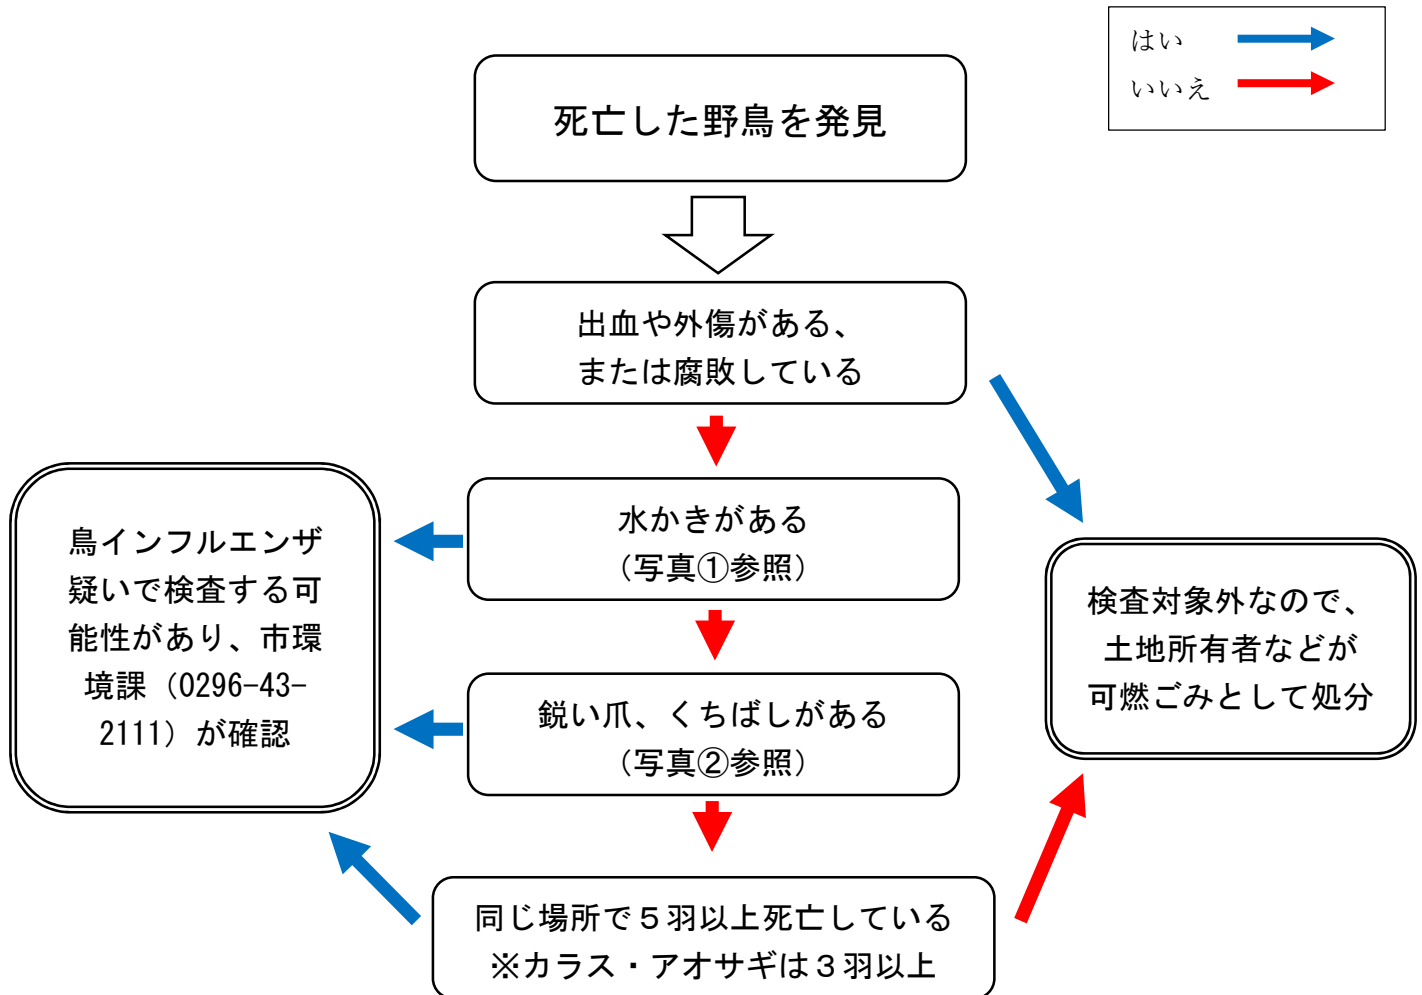 はい
いいえ
死亡した野鳥を発見
出血や外傷がある、
または腐敗している
水かきがある
（写真①参照）
鳥インフルエンザ
疑いで検査する可
能性があり、市環
境課（0296-43-
2111）が確認
検査対象外なので、
土地所有者などが
可燃ごみとして処分
鋭い爪、くちばしがある
（写真②参照）
同じ場所で５羽以上死亡している
※カラス・アオサギは３羽以上